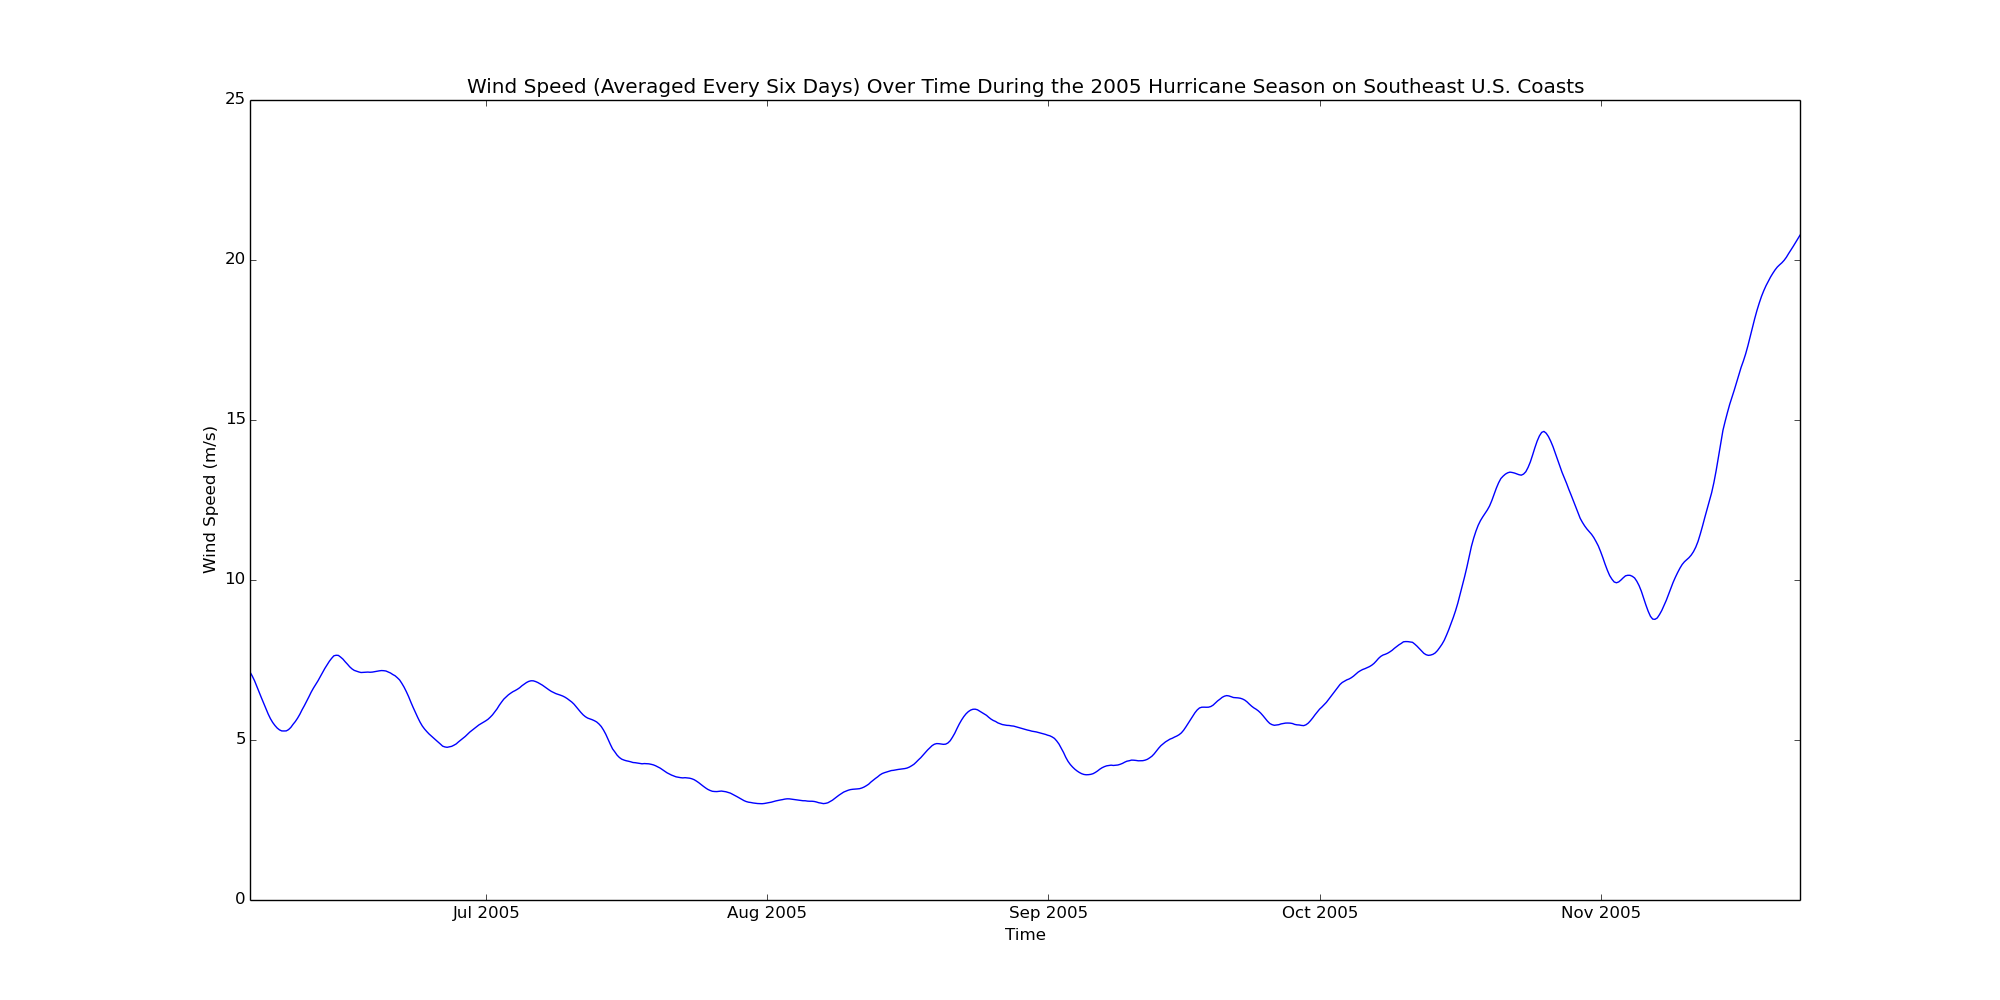 Wind Speed (Averaged Every Six Days) Over Time During the 2005 Hurricane Season on Southeast U.S. Coasts
25
20
15
10
5
0
Wind Speed (m/s)
Jul 2005 Aug 2005 Sep 2005 Oct 2005 Nov 2005
Time